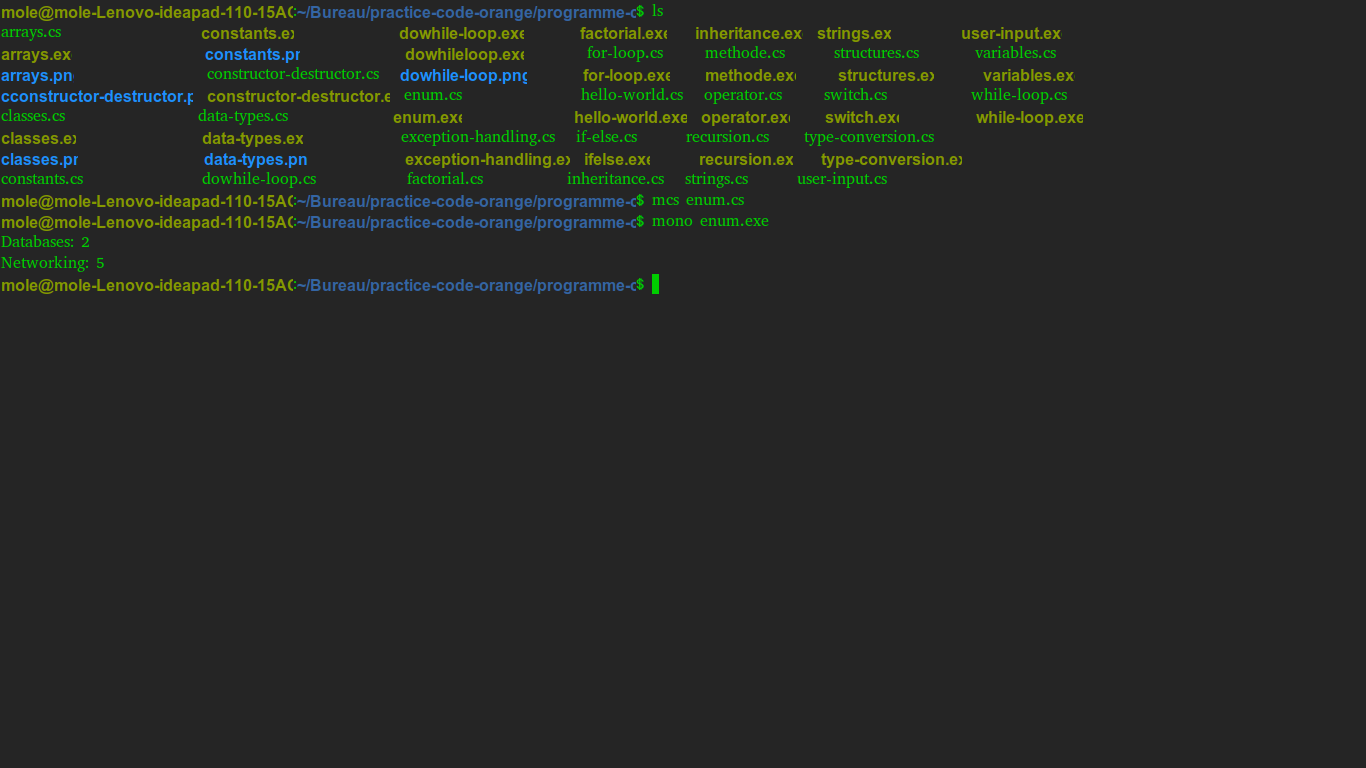 mole@mole-Lenovo-ideapad-110-15AC:~/Bureau/practice-code-orange/programme-c$ ls
arrays.cs constants.ex dowhile-loop.exe factorial.exe inheritance.ex strings.ex user-input.ex
arrays.ex constants.pn dowhileloop.exe for-loop.cs methode.cs structures.cs variables.cs
arrays.pn constructor-destructor.cs dowhile-loop.png for-loop.exe methode.exe structures.ex variables.ex
cconstructor-destructor.p constructor-destructor.e enum.cs hello-world.cs operator.cs switch.cs while-loop.cs
classes.cs data-types.cs enum.exe hello-world.exe operator.exe switch.exe while-loop.exe
classes.ex data-types.ex exception-handling.cs if-else.cs recursion.cs type-conversion.cs
classes.pn data-types.pn exception-handling.ex ifelse.exe recursion.ex type-conversion.ex
constants.cs dowhile-loop.cs factorial.cs inheritance.cs strings.cs user-input.cs
mole@mole-Lenovo-ideapad-110-15AC:~/Bureau/practice-code-orange/programme-c$ mcs enum.cs
mole@mole-Lenovo-ideapad-110-15AC:~/Bureau/practice-code-orange/programme-c$ mono enum.exe
Databases: 2
Networking: 5
mole@mole-Lenovo-ideapad-110-15AC:~/Bureau/practice-code-orange/programme-c$